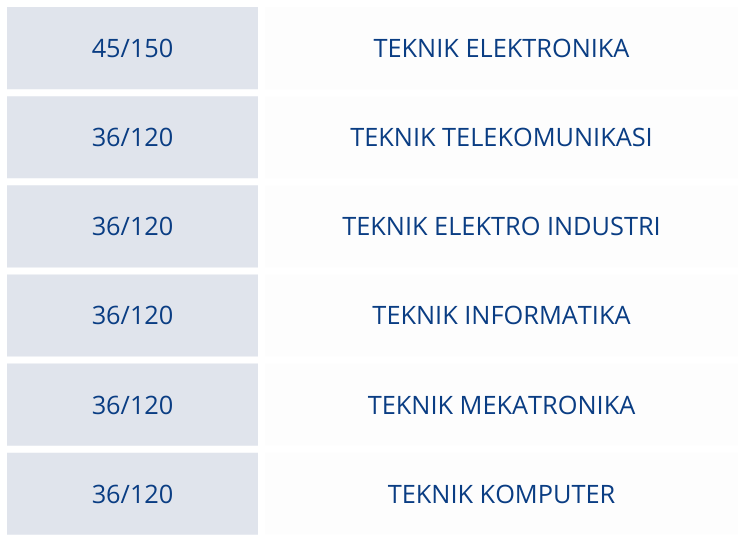 45/150 TEKNIK ELEKTRONIKA
36/120 TEKNIK TELEKOMUNIKASI
36/120 TEKNIK ELEKTRO INDUSTRI
36/120 TEKNIK INFORMATIKA
36/120 TEKNIK MEKATRONIKA
36/120 TEKNIK KOMPUTER